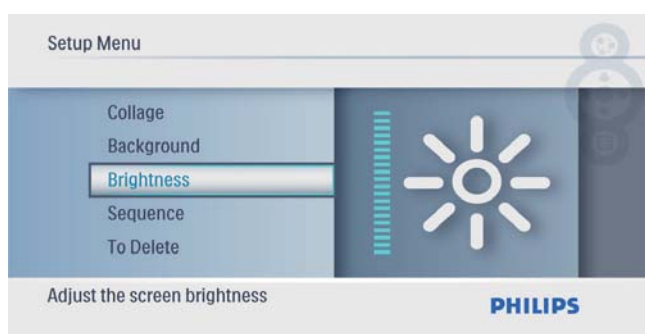 Setup Menu
Collage
Background
Brightness
Sequence
To Delete
Adjust the screen brightness
PHILIPS